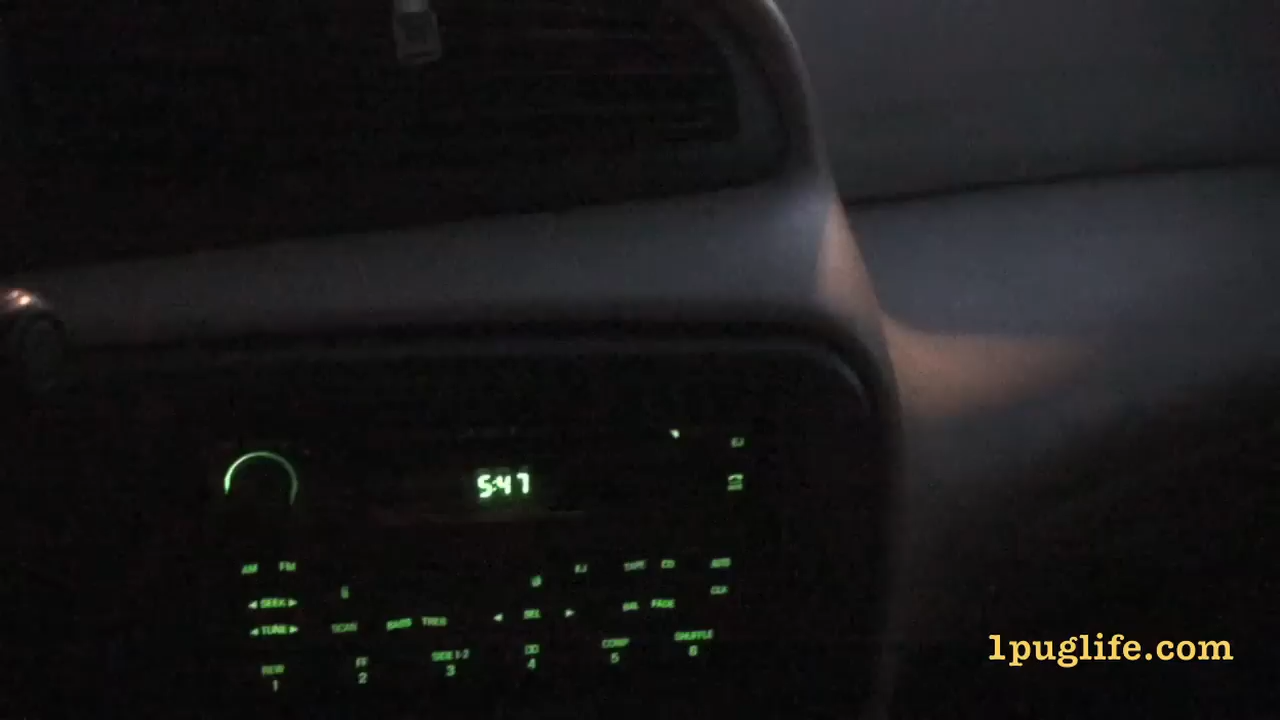 5:47
AM FM TAPE CD AUTO
SEEK CLK
SEL BAL FADE
TUNE SCAN BASS TREB
COMP SHUFFLE
REW FF SIDE 1-2
1 2 3 4 5 6
1puglife.com